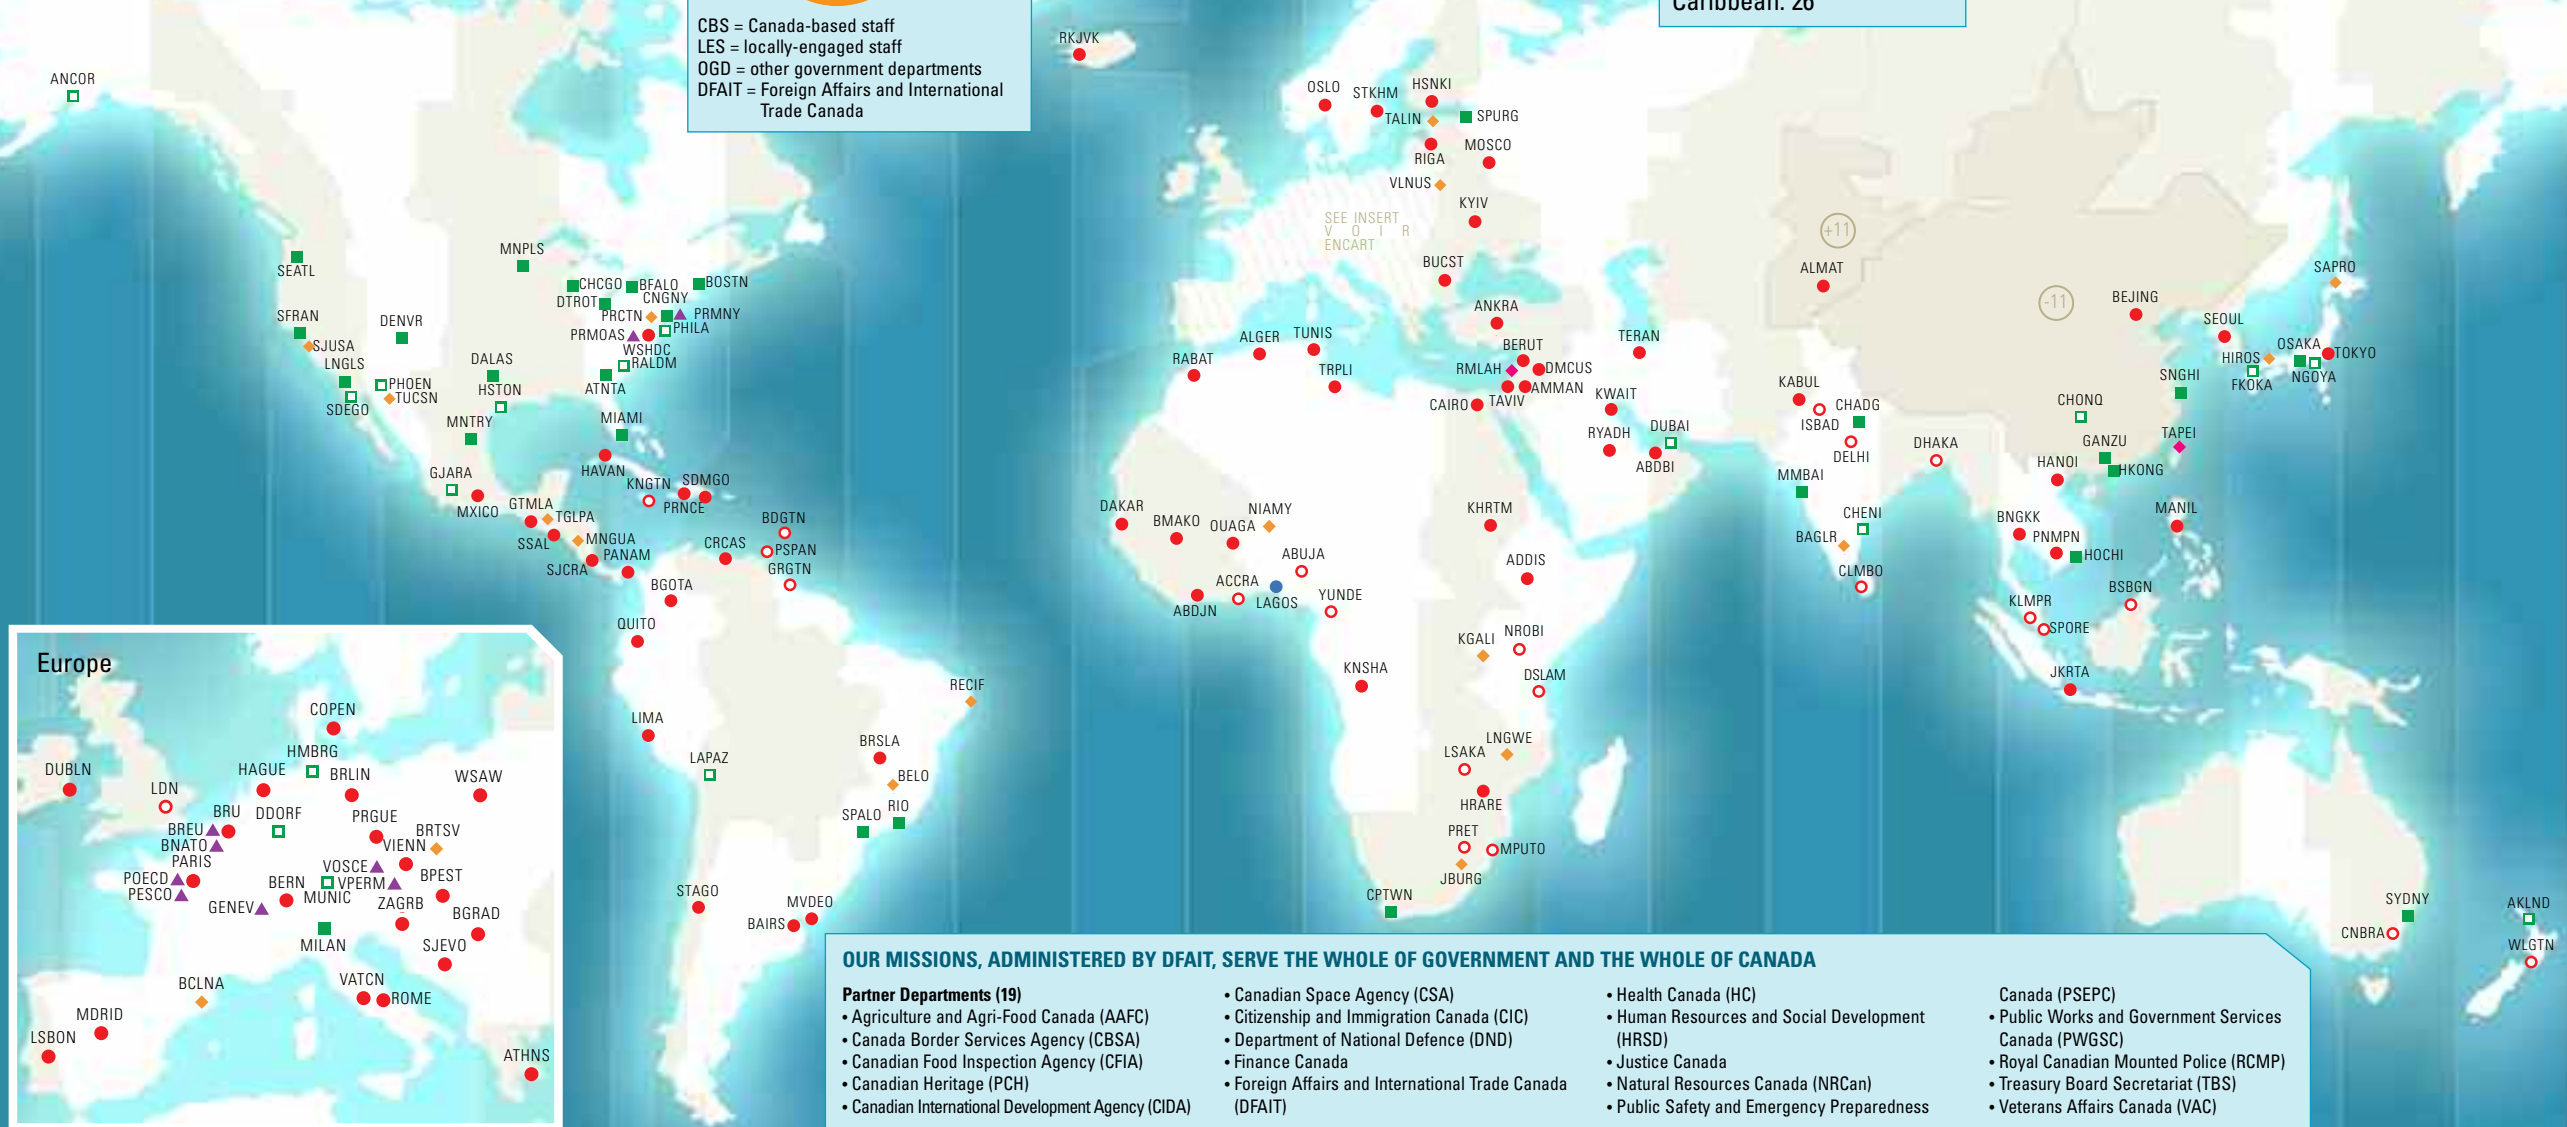 CBS = Canada-based staff
LES = locally-engaged staff
OGD = other government departments
DFAIT = Foreign Affairs and International
Trade Canada
Caribbean: 26
ANCOR
SEATL
SFRAN
SJUSA
LNGLS
SDEGO
PHOEN
TUCSN
DENVR
MNPLS
DALAS
HSTON
MNTRY
GJARA
MXICO
CHCGO
DTROT
BFALO
BOSTN
CNGNY
PRCTN
PRMNY
PHILA
PRMOAS
WSHDC
RALDM
ATNTA
MIAMI
HAVAN
KNGTN
SDMGO
PRNCE
GTMLA
TGLPA
SSAL
MNGUA
SJCRA
PANAM
BDGTN
PSPAN
GRGTN
CRCAS
BGOTA
QUITO
LIMA
LAPAZ
RECIF
BRSLA
BELO
RIO
SPALO
STAGO
MVDEO
BAIRS
RKJVK
OSLO
STKHM
HSNKI
TALIN
SPURG
RIGA
MOSCO
VLNUS
KYIV
SEE INSERT
VOIR
ENCART
BUCST
ANKRA
ALGER
TUNIS
RABAT
TRPLI
BERUT
RMLAH
DMCUS
AMMAN
TAVIV
CAIRO
TERAN
KWAIT
RYADH
DUBAI
ABDBI
DAKAR
BMAKO
OUAGA
NIAMY
ABUJA
ACCRA
LAGOS
ABDJN
YUNDE
KHRTM
ADDIS
KGALI
NROBI
DSLAM
KNSHA
LNGWE
LSAKA
HRARE
PRET
MPUTO
JBURG
CPTWN
+11
ALMAT
-11
KABUL
ISBAD
CHADG
DELHI
DHAKA
MMBAI
CHENI
BAGLR
CLMBO
BEJING
SEOUL
SAPRO
HIROS
OSAKA
TOKYO
FKOKA
NGOYA
SNGHI
CHONQ
GANZU
TAPEI
HKONG
HANOI
BNGKK
PNMPN
HOCHI
MANIL
BSBGN
KLMPR
SPORE
JKRTA
SYDNY
CNBRA
AKLND
WLGTN
Europe
COPEN
HMBRG
DUBLN
LDN
HAGUE
BRLIN
WSAW
BRU
DDORF
PRGUE
BREU
BNATO
BRTSV
VIENN
PARIS
VOSCE
POECD
PESCO
BERN
VPERM
BPEST
MUNIC
GENEV
ZAGRB
BGRAD
MILAN
SJEVO
BCLNA
VATCN
ROME
MDRID
LSBON
ATHNS
OUR MISSIONS, ADMINISTERED BY DFAIT, SERVE THE WHOLE OF GOVERNMENT AND THE WHOLE OF CANADA
Partner Departments (19)
• Agriculture and Agri-Food Canada (AAFC)
• Canada Border Services Agency (CBSA)
• Canadian Food Inspection Agency (CFIA)
• Canadian Heritage (PCH)
• Canadian International Development Agency (CIDA)
• Canadian Space Agency (CSA)
• Citizenship and Immigration Canada (CIC)
• Department of National Defence (DND)
• Finance Canada
• Foreign Affairs and International Trade Canada
(DFAIT)
• Health Canada (HC)
• Human Resources and Social Development
(HRSD)
• Justice Canada
• Natural Resources Canada (NRCan)
• Public Safety and Emergency Preparedness
Canada (PSEPC)
• Public Works and Government Services
Canada (PWGSC)
• Royal Canadian Mounted Police (RCMP)
• Treasury Board Secretariat (TBS)
• Veterans Affairs Canada (VAC)